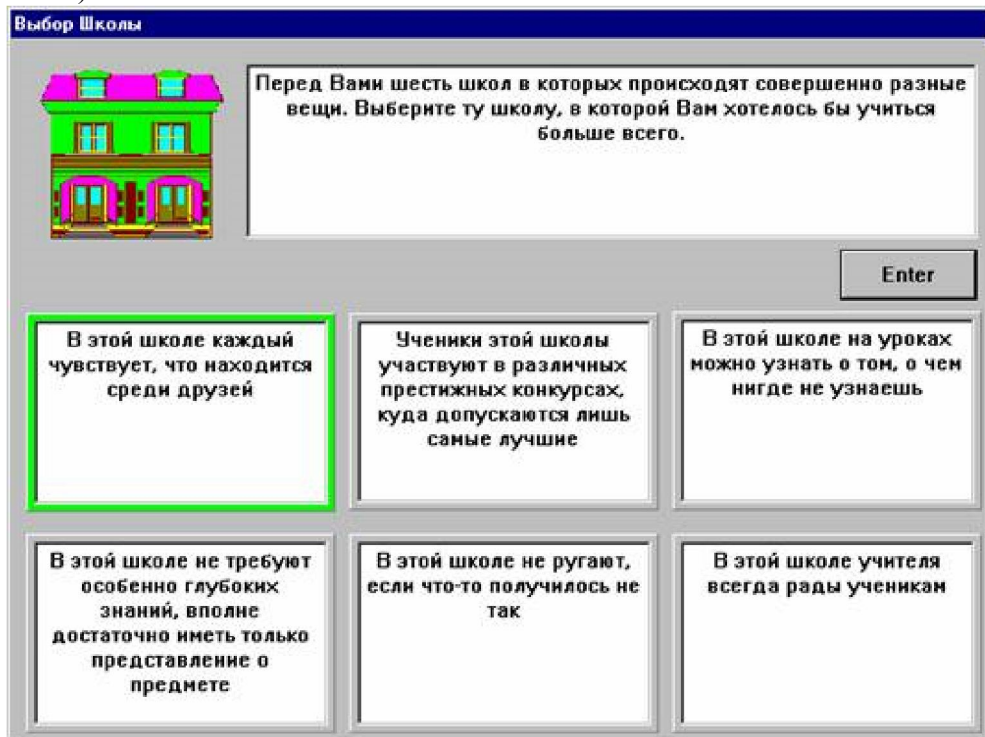 )
Выбор Школы
Перед Вами шесть школ в которых происходят совершенно разные
вещи. Выберите ту школу, в которой Вам хотелось бы учиться
больше всего.
Enter
В этой школе каждый
чувствует, что находится
среди друзей
Ученики этой школы
участвуют в различных
престижных конкурсах,
куда допускаются лишь
самые лучшие
В этой школе на уроках
можно узнать о том, о чем
нигде не узнаешь
В этой школе не требуют
особенно глубоких
знаний, вполне
достаточно иметь только
представление о
предмете
В этой школе не ругают,
если что-то получилось не
так
В этой школе учителя
всегда рады ученикам